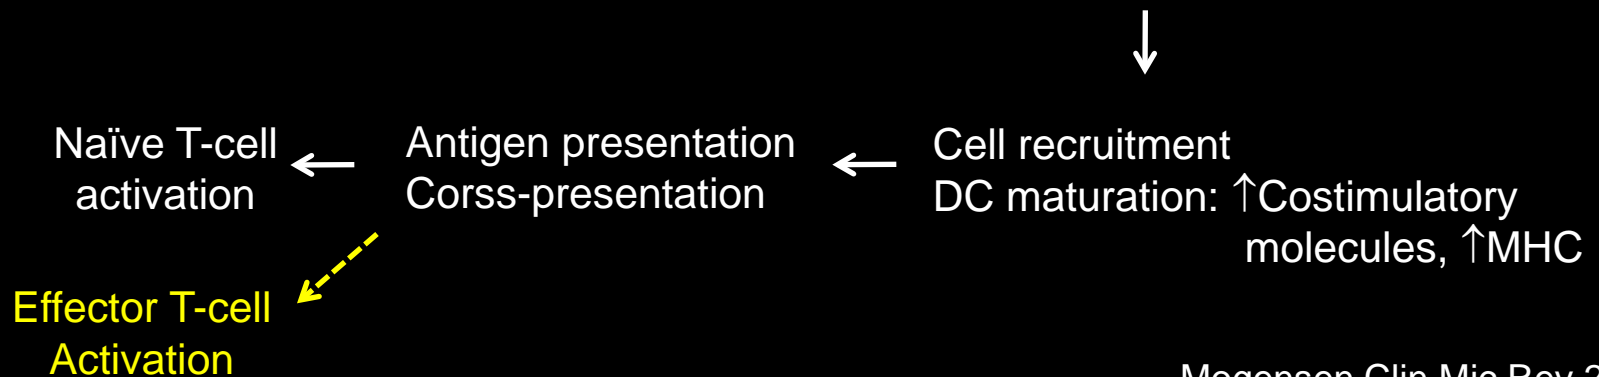 Naïve T-cell
activation
Antigen presentation
Corss-presentation
Cell recruitment
DC maturation: ↑Costimulatory
molecules, ↑MHC
Effector T-cell
Activation